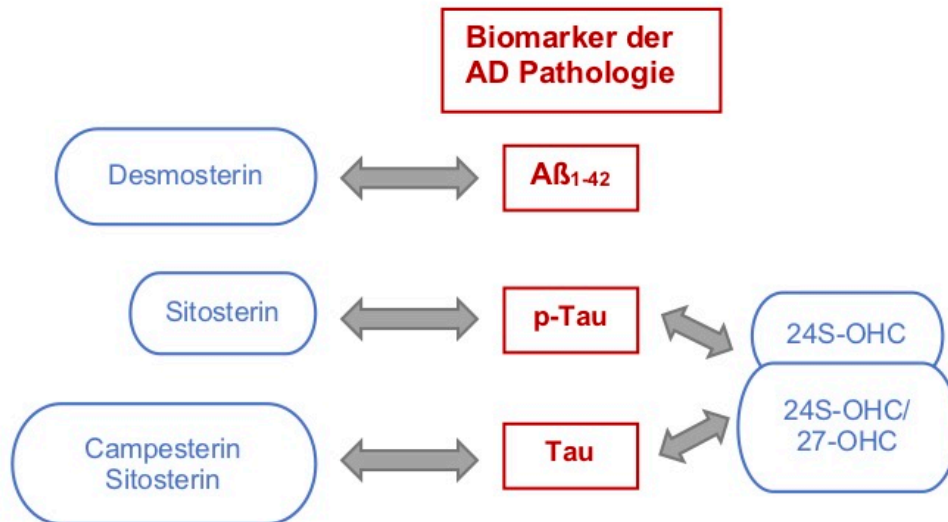 Biomarker der
AD Pathologie
Desmosterin
Aß1-42
Sitosterin
p-Tau
24S-OHC
Campesterin
Sitosterin
Tau
24S-OHC/
27-OHC